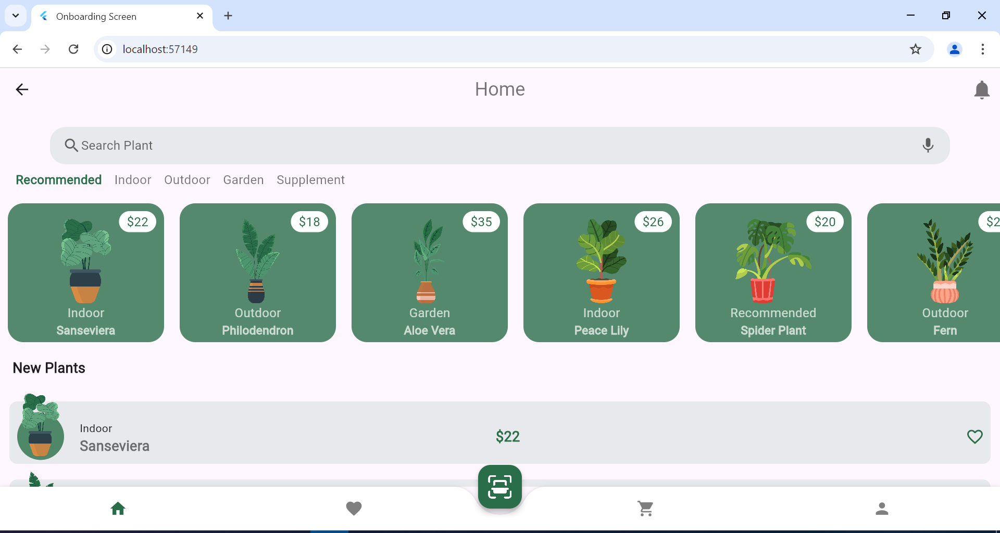 Onboarding Screen
localhost:57149
Home
Search Plant
Recommended Indoor Outdoor Garden Supplement
$22 $18 $35 $26 $20 $2
Indoor Outdoor Garden Indoor Recommended Outdoor
Sanseviera Philodendron Aloe Vera Peace Lily Spider Plant Fern
New Plants
Indoor
Sanseviera
$22